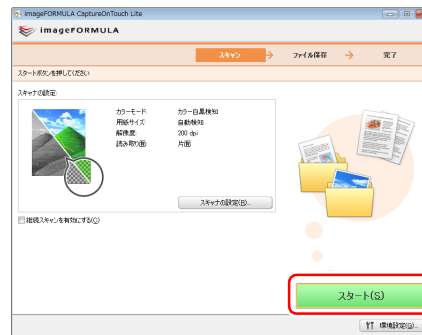 imageFORMULA CaptureOnTouch Lite
imageFORMULA
スキャン ファイル保存 完了
スタートボタンを押してください
スキャナの設定:
カラーモード: カラー白黒検知
用紙サイズ: 自動検知
解像度: 200 dpi
読み取り面: 片面
スキャナの設定(R)...
継続スキャンを有効にする(C)
スタート(S)
環境設定(G)...